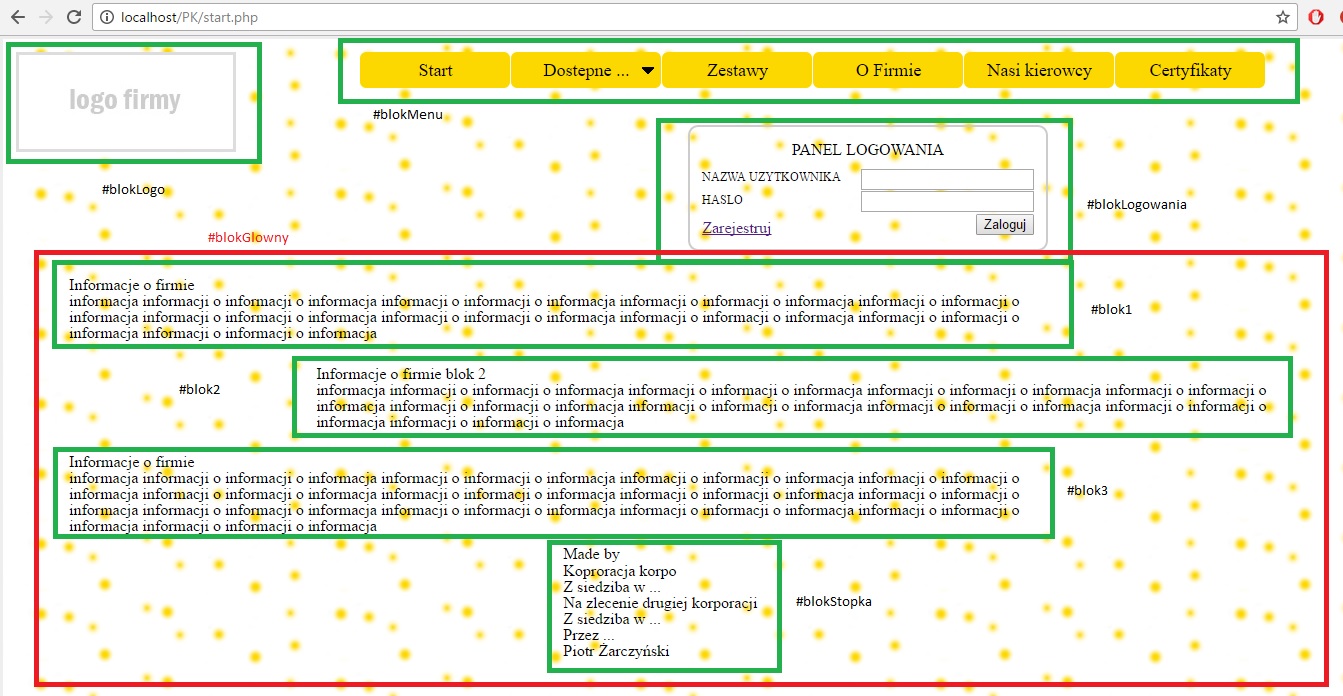 localhost/PK/start.php
logo firmy
Start Dostepne ... Zestawy O Firmie Nasi kierowcy Certyfikaty
#blokMenu
PANEL LOGOWANIA
NAZWA UZYTKOWNIKA
HASLO
Zarejestruj Zaloguj
#blokLogo
#blokLogowania
#blokGlowny
Informacje o firmie
informacja informacji o informacji o informacja informacji o informacji o informacja informacji o informacji o informacja informacji o informacji o
informacja informacji o informacji o informacja informacji o informacji o informacja informacji o informacji o informacja informacji o informacji o
informacja informacji o informacji o informacja
#blok1
Informacje o firmie blok 2
informacja informacji o informacji o informacja informacji o informacji o informacja informacji o informacji o informacja informacji o informacji o
informacja informacji o informacji o informacja informacji o informacji o informacja informacji o informacji o informacja informacji o informacji o
informacja informacji o informacji o informacja
#blok2
Informacje o firmie
informacja informacji o informacji o informacja informacji o informacji o informacja informacji o informacji o informacja informacji o informacji o
informacja informacji o informacji o informacja informacji o informacji o informacja informacji o informacji o informacja informacji o informacji o
informacja informacji o informacji o informacja informacji o informacji o informacja informacji o informacji o informacja informacji o informacji o
informacja informacji o informacji o informacja
#blok3
Made by
Koproracja korpo
Z siedziba w ...
Na zlecenie drugiej korporacji
Z siedziba w ...
Przez ...
Piotr Żarczyński
#blokStopka